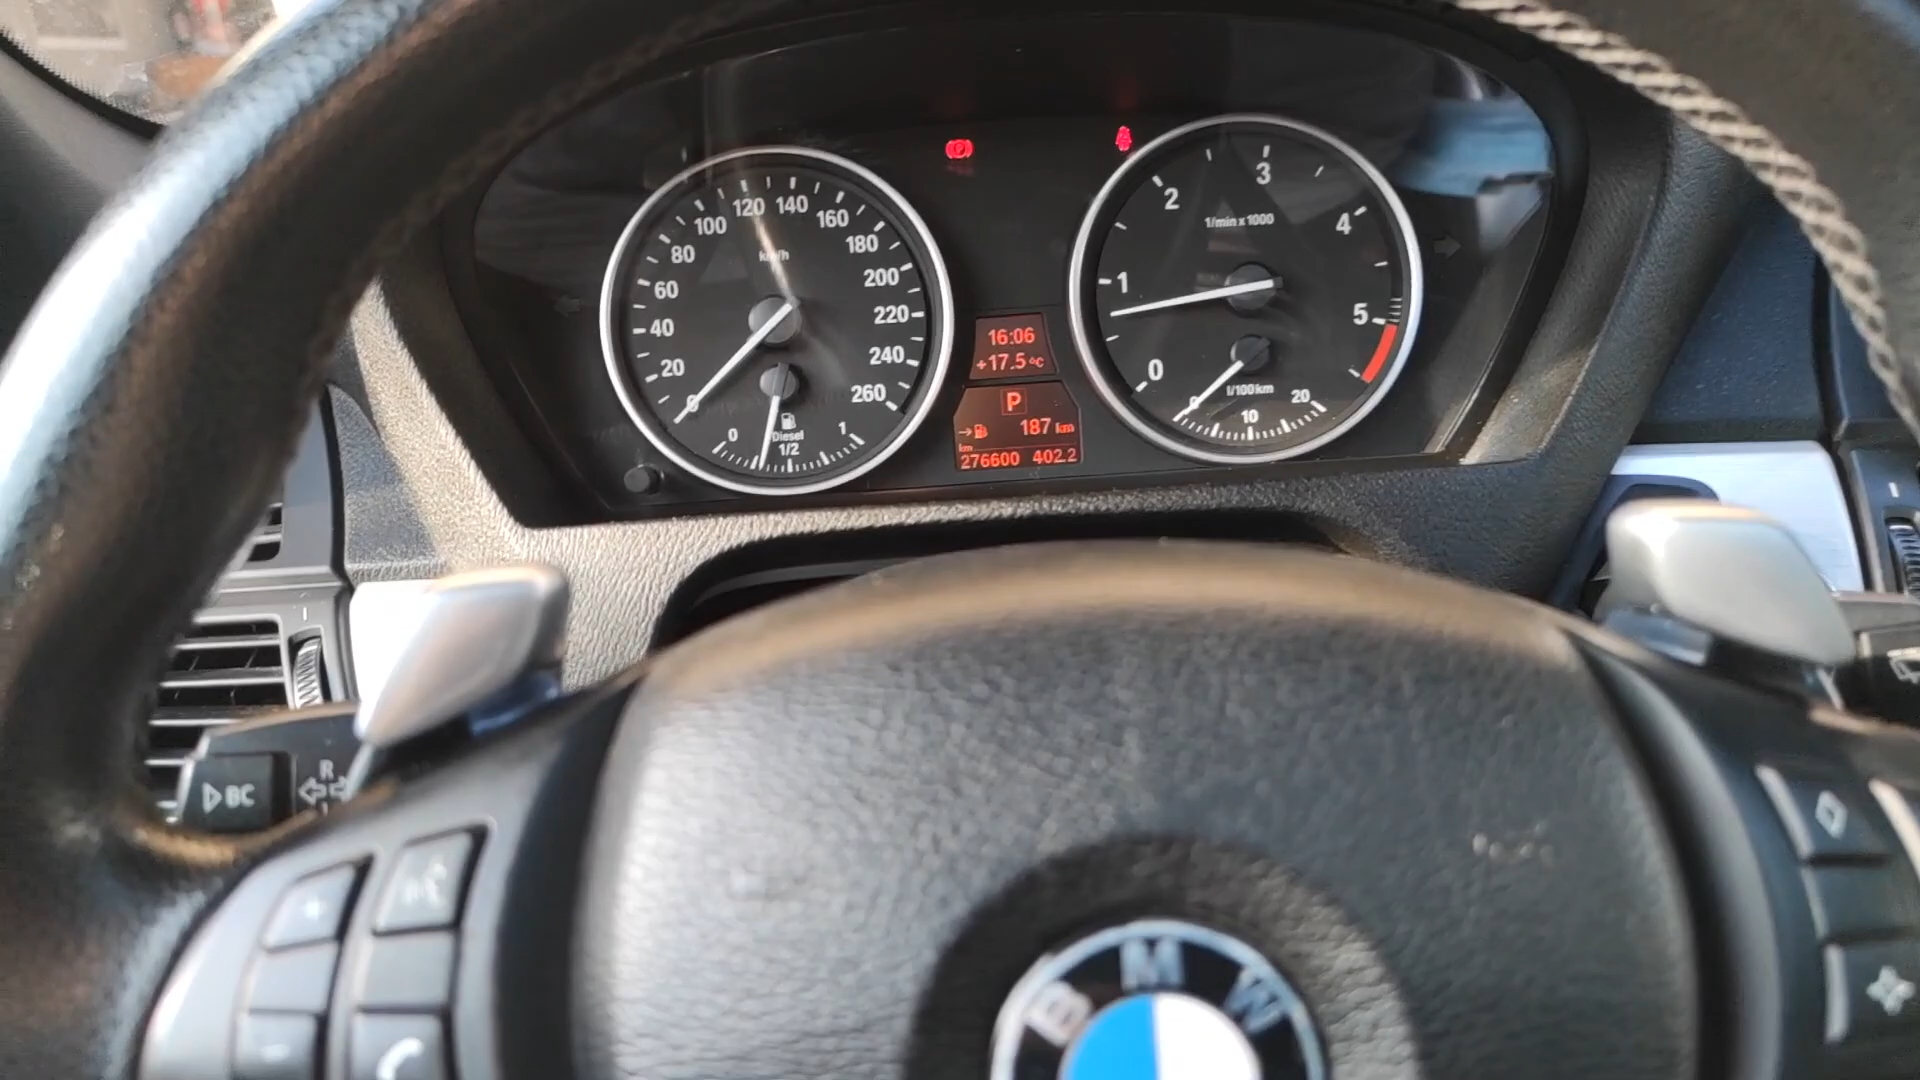 0
20
40
60
80
100
120
140
160
180
200
220
240
260
km/h
0
1/2
1
Diesel
16:06
+17.5 °C
P
→ 187 km
km
276600 402.2
0
1
2
3
4
5
1/min x 1000
l/100km
0
10
20
BC
R
+
-
BMW